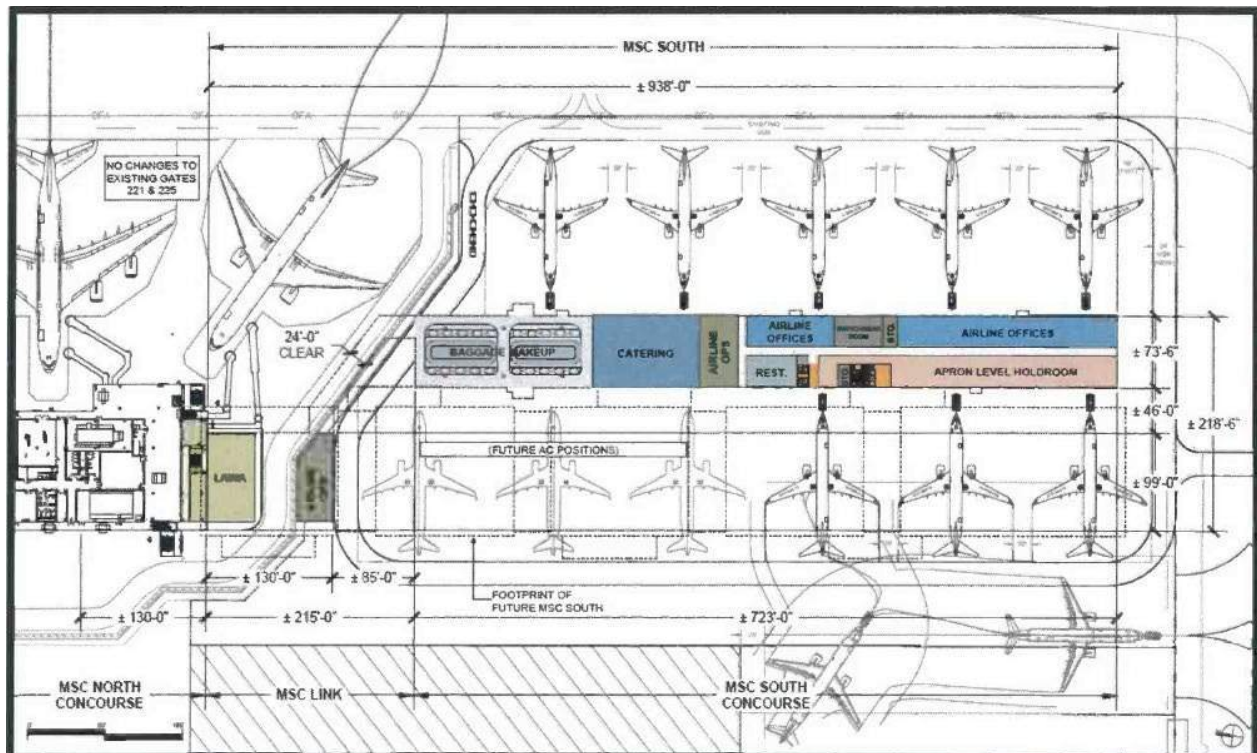 MSC SOUTH
± 938'-0"
NO CHANGES TO
EXISTING GATES
221 & 225
24'-0"
CLEAR
BAGGAGE MAKEUP
CATERING
AIRLINE
OPS
AIRLINE
OFFICES
STO.
AIRLINE OFFICES
REST.
STO.
APRON LEVEL HOLDROOM
± 73'-6"
± 46'-0"
± 218'-6"
± 99'-0"
LAWA
(FUTURE AC POSITIONS)
± 130'-0"
± 85'-0"
FOOTPRINT OF
FUTURE MSC SOUTH
± 130'-0"
± 215'-0"
± 723'-0"
MSC NORTH
CONCOURSE
MSC LINK
MSC SOUTH
CONCOURSE